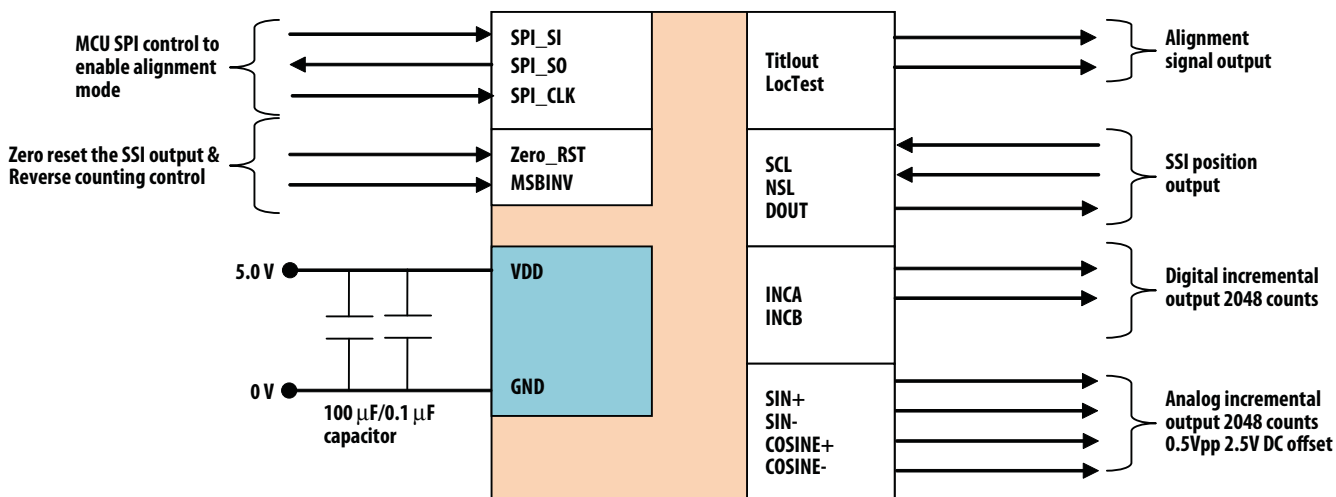 MCU SPI control to
enable alignment
mode
Zero reset the SSI output &
Reverse counting control
5.0 V
0 V
100 μF/0.1 μF
capacitor
SPI_SI
SPI_SO
SPI_CLK
Zero_RST
MSBINV
VDD
GND
Titlout
LocTest
SCL
NSL
DOUT
INCA
INCB
SIN+
SIN-
COSINE+
COSINE-
Alignment
signal output
SSI position
output
Digital incremental
output 2048 counts
Analog incremental
output 2048 counts
0.5Vpp 2.5V DC offset